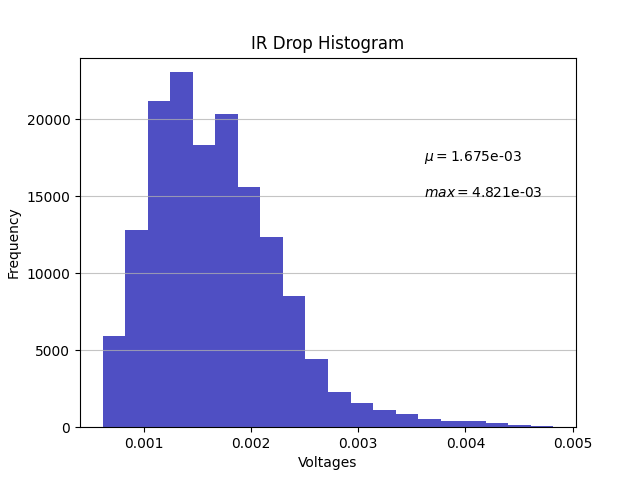 IR Drop Histogram
Frequency
20000
15000
10000
5000
0
μ = 1.675e-03
max = 4.821e-03
0.001 0.002 0.003 0.004 0.005
Voltages